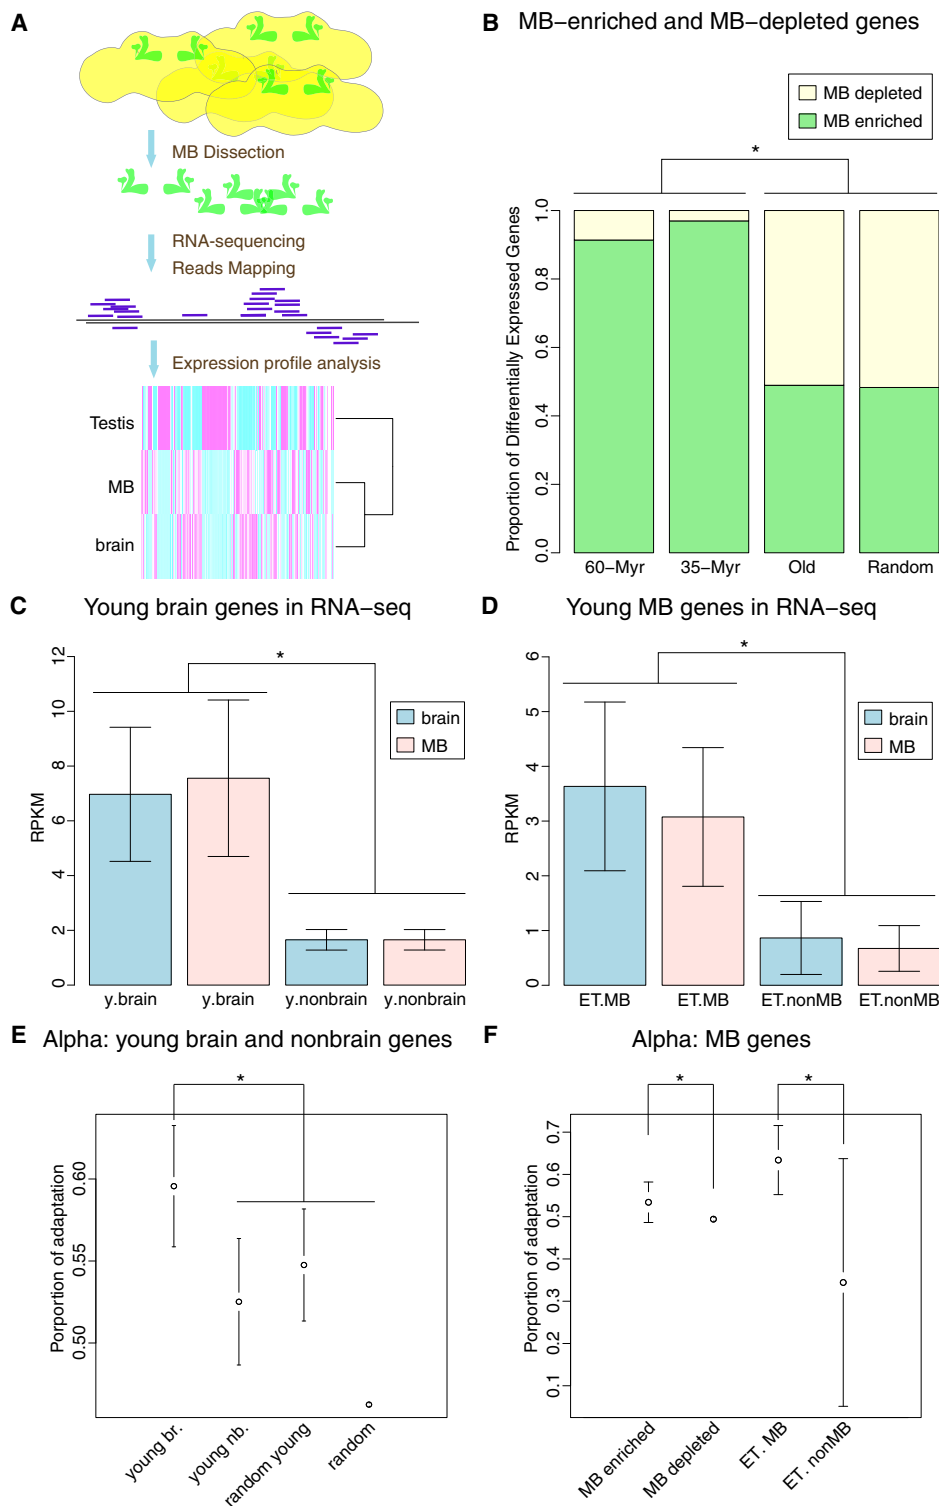 A
MB Dissection
RNA-sequencing
Reads Mapping
Expression profile analysis
Testis
MB
brain
B MB−enriched and MB−depleted genes
MB depleted
MB enriched
*
Proportion of Differentially Expressed Genes
1.0
0.8
0.6
0.4
0.2
0.0
60−Myr 35−Myr Old Random
C Young brain genes in RNA−seq
*
brain
MB
RPKM
12
10
8
6
4
2
0
y.brain y.brain y.nonbrain y.nonbrain
D Young MB genes in RNA−seq
*
brain
MB
RPKM
6
5
4
3
2
1
0
ET.MB ET.MB ET.nonMB ET.nonMB
E Alpha: young brain and nonbrain genes
*
Porportion of adaptation
0.60
0.55
0.50
young br. young nb. random young random
F Alpha: MB genes
* *
Porportion of adaptation
0.7
0.6
0.5
0.4
0.3
0.2
0.1
MB enriched MB depleted ET. MB ET. nonMB